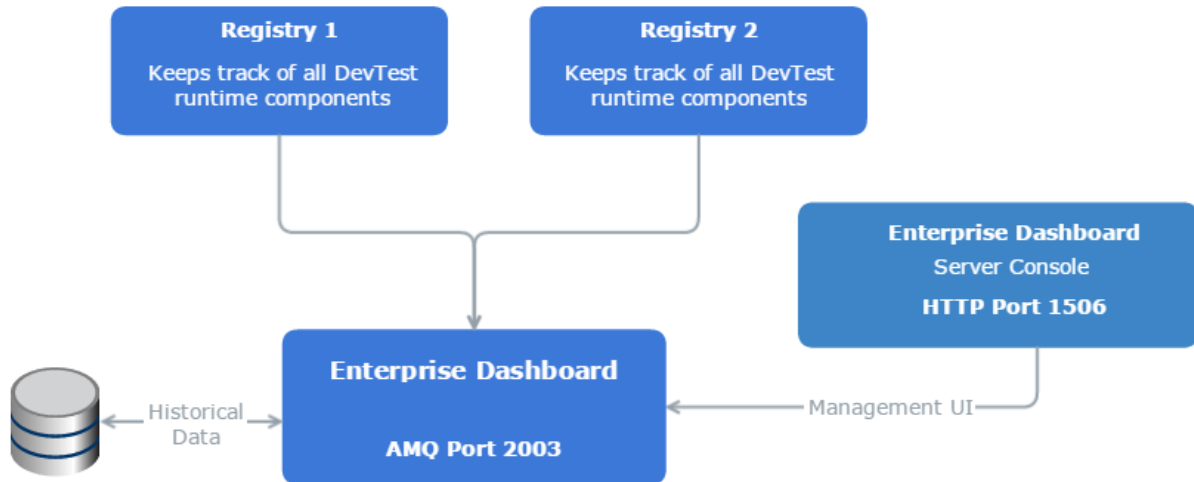 Registry 1
Keeps track of all DevTest
runtime components
Registry 2
Keeps track of all DevTest
runtime components
Enterprise Dashboard
Server Console
HTTP Port 1506
Enterprise Dashboard
AMQ Port 2003
Historical
Data
Management UI